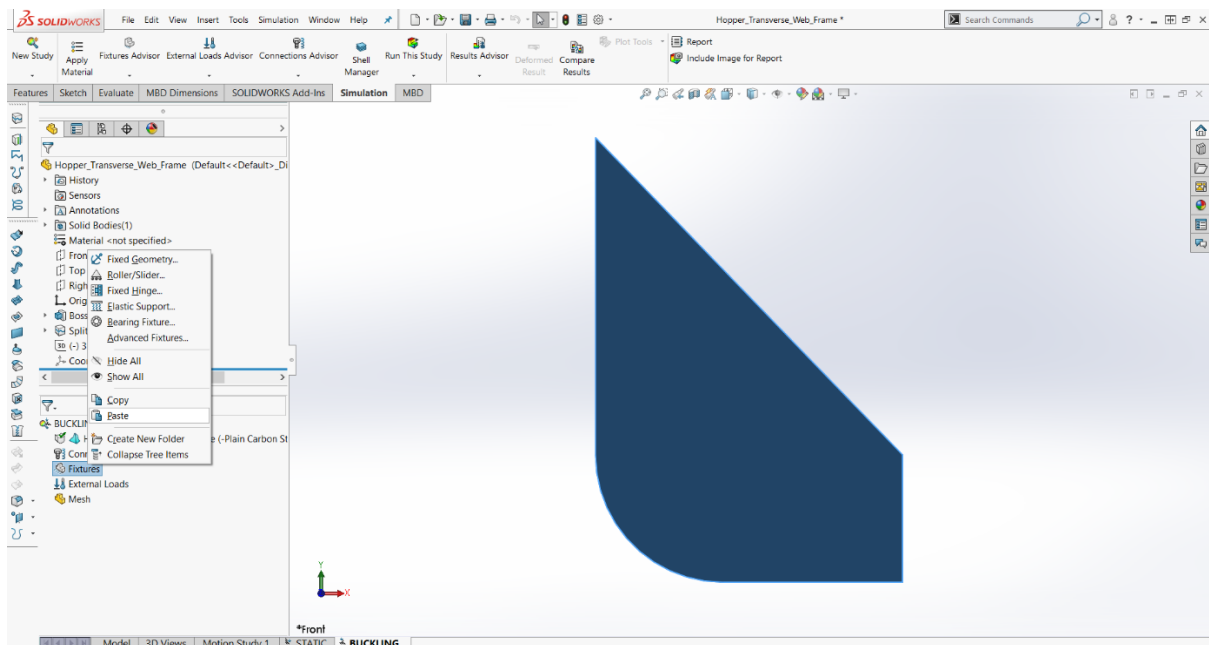 SOLIDWORKS File Edit View Insert Tools Simulation Window Help Hopper_Transverse_Web_Frame * Search Commands ?
New Study Apply Material Fixtures Advisor External Loads Advisor Connections Advisor Shell Manager Run This Study Results Advisor Deformed Result Compare Results Plot Tools Report
Include Image for Report
Features Sketch Evaluate MBD Dimensions SOLIDWORKS Add-Ins Simulation MBD
Hopper_Transverse_Web_Frame (Default<<Default>_Di
History
Sensors
Annotations
Solid Bodies(1)
Material <not specified>
Fron
Top
Righ
Orig
Boss
Split
3D (-) 3
Coor
Fixed Geometry...
Roller/Slider...
Fixed Hinge...
Elastic Support...
Bearing Fixture...
Advanced Fixtures...
Hide All
Show All
Copy
Paste
Create New Folder
Collapse Tree Items
BUCKLIN
e (-Plain Carbon St
Conn
Fixtures
External Loads
Mesh
Y
X
*Front
Model 3D Views Motion Study 1 STATIC BUCKLING